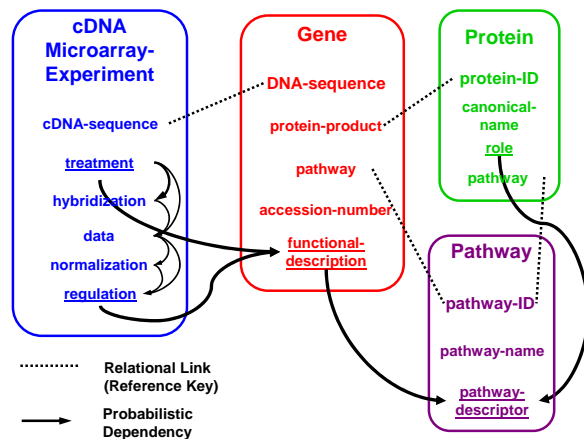 cDNA
Microarray-
Experiment
cDNA-sequence
treatment
hybridization
data
normalization
regulation
Gene
DNA-sequence
protein-product
pathway
accession-number
functional-
description
Protein
protein-ID
canonical-
name
role
pathway
Pathway
pathway-ID
pathway-name
pathway-
descriptor
Relational Link
(Reference Key)
Probabilistic
Dependency